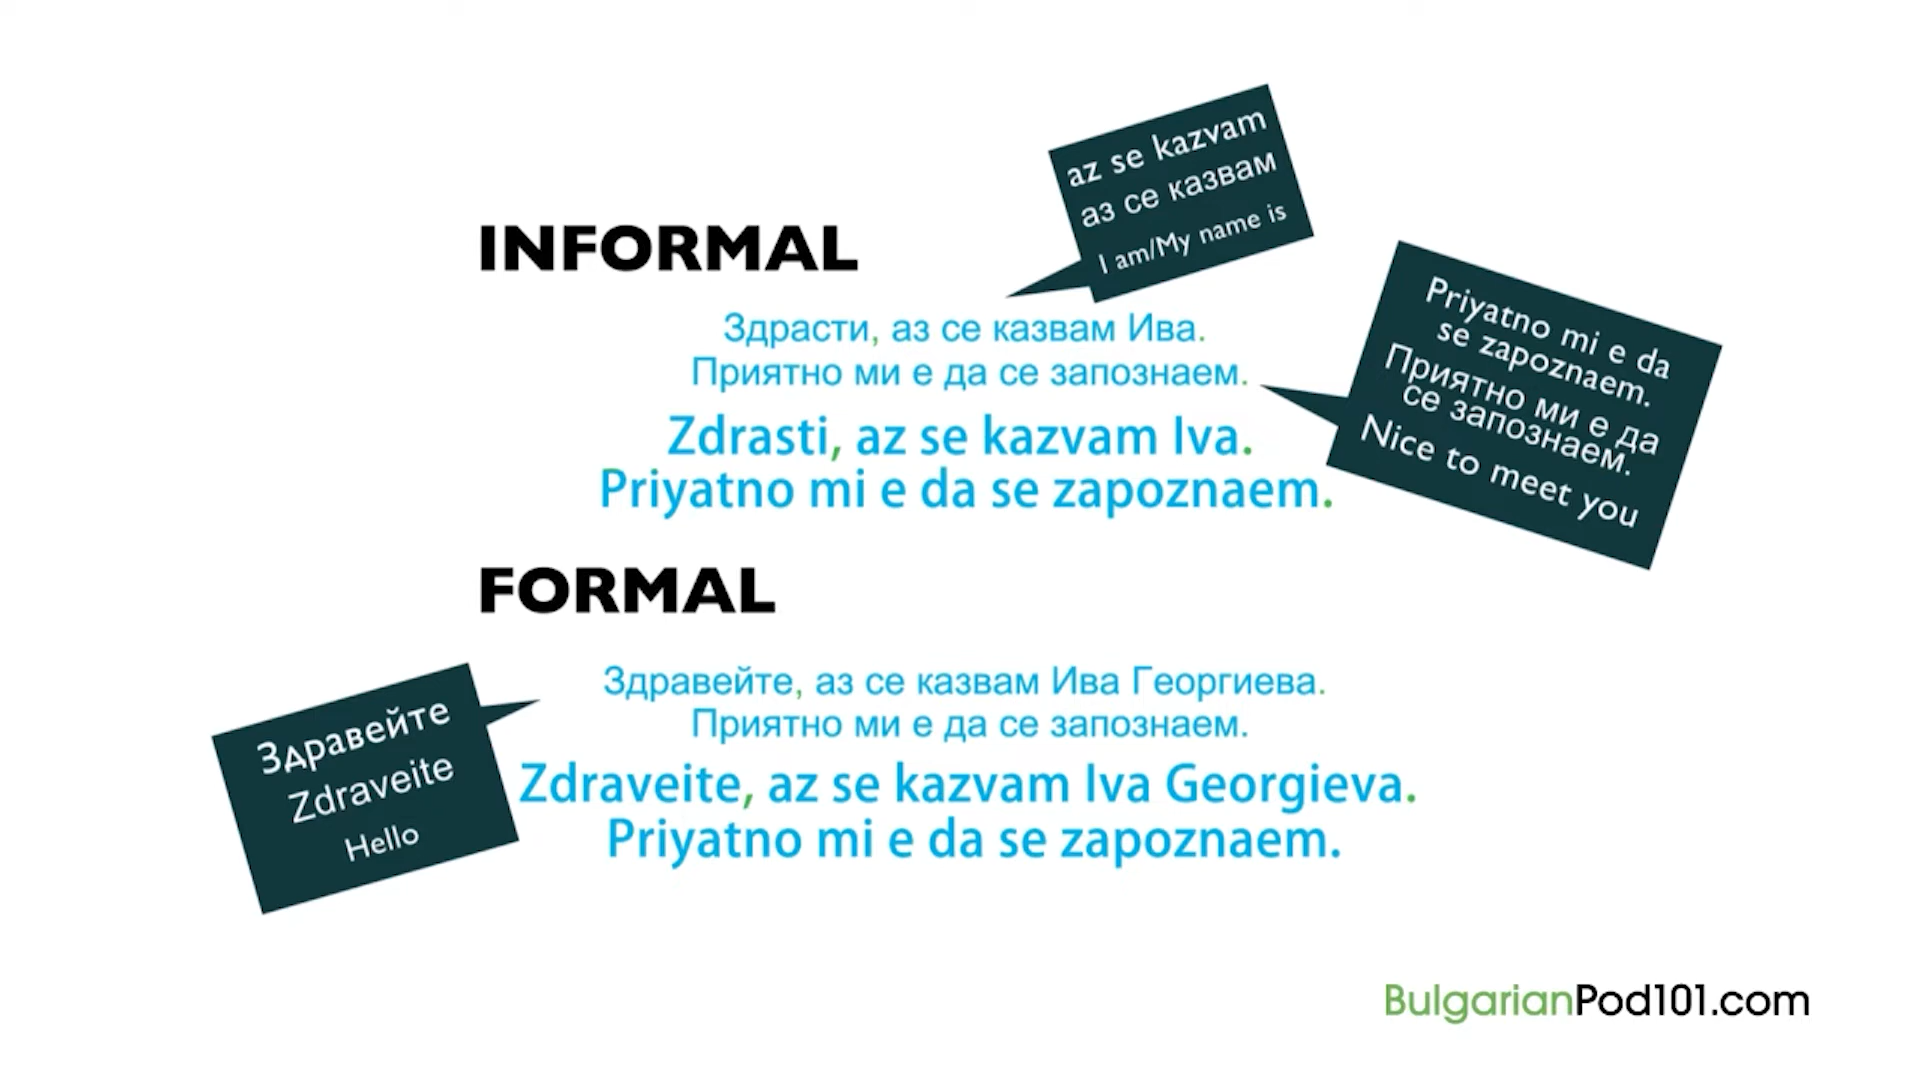 az se kazvam
аз се казвам
I am/My name is
INFORMAL
Здрасти, аз се казвам Ива.
Приятно ми е да се запознаем.
Zdrasti, az se kazvam Iva.
Priyatno mi e da se zapoznaem.
Priyatno mi e da
se zapoznaem.
Приятно ми е да
се запознаем.
Nice to meet you
FORMAL
Здравейте, аз се казвам Ива Георгиева.
Приятно ми е да се запознаем.
Zdraveite, az se kazvam Iva Georgieva.
Priyatno mi e da se zapoznaem.
Здравейте
Zdraveite
Hello
BulgarianPod101.com